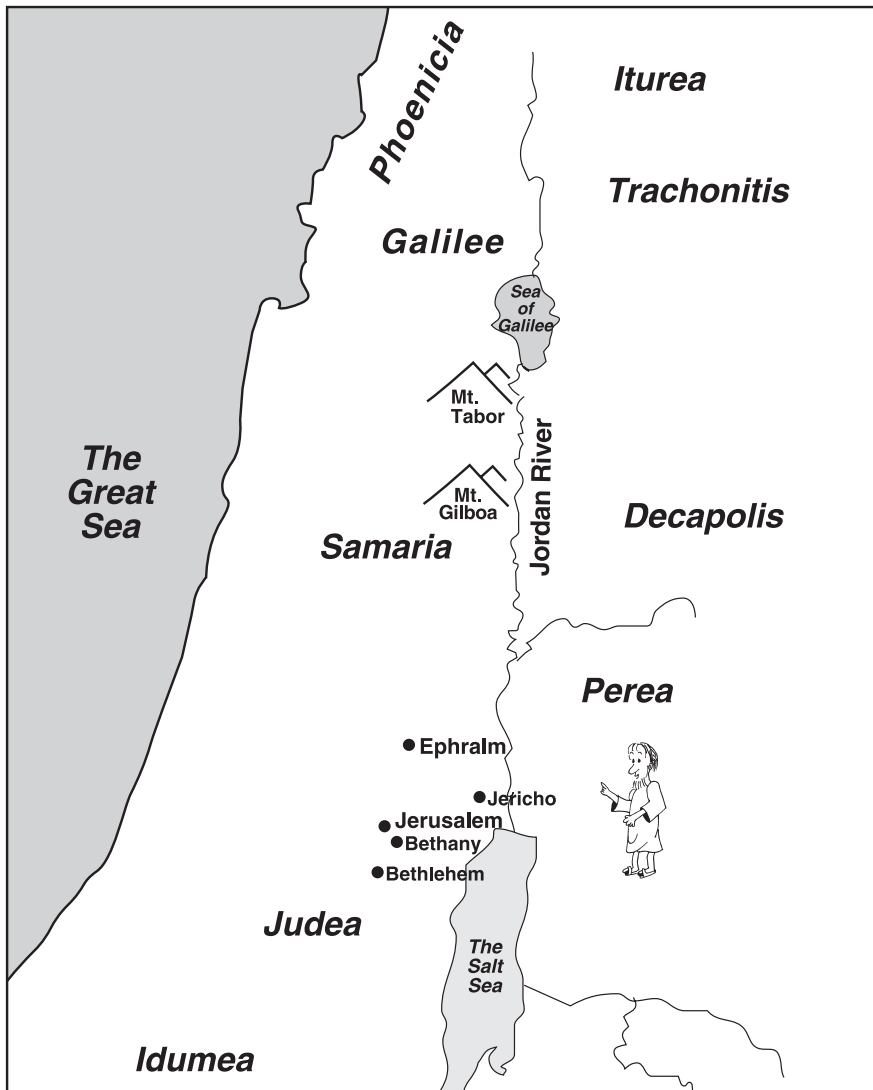 Phoenicia
Iturea
Trachonitis
Galilee
Sea
of
Galilee
Mt.
Tabor
The
Great
Sea
Mt.
Gilboa
Jordan River
Decapolis
Samaria
Perea
Ephralm
Jericho
Jerusalem
Bethany
Bethlehem
Judea
The
Salt
Sea
Idumea